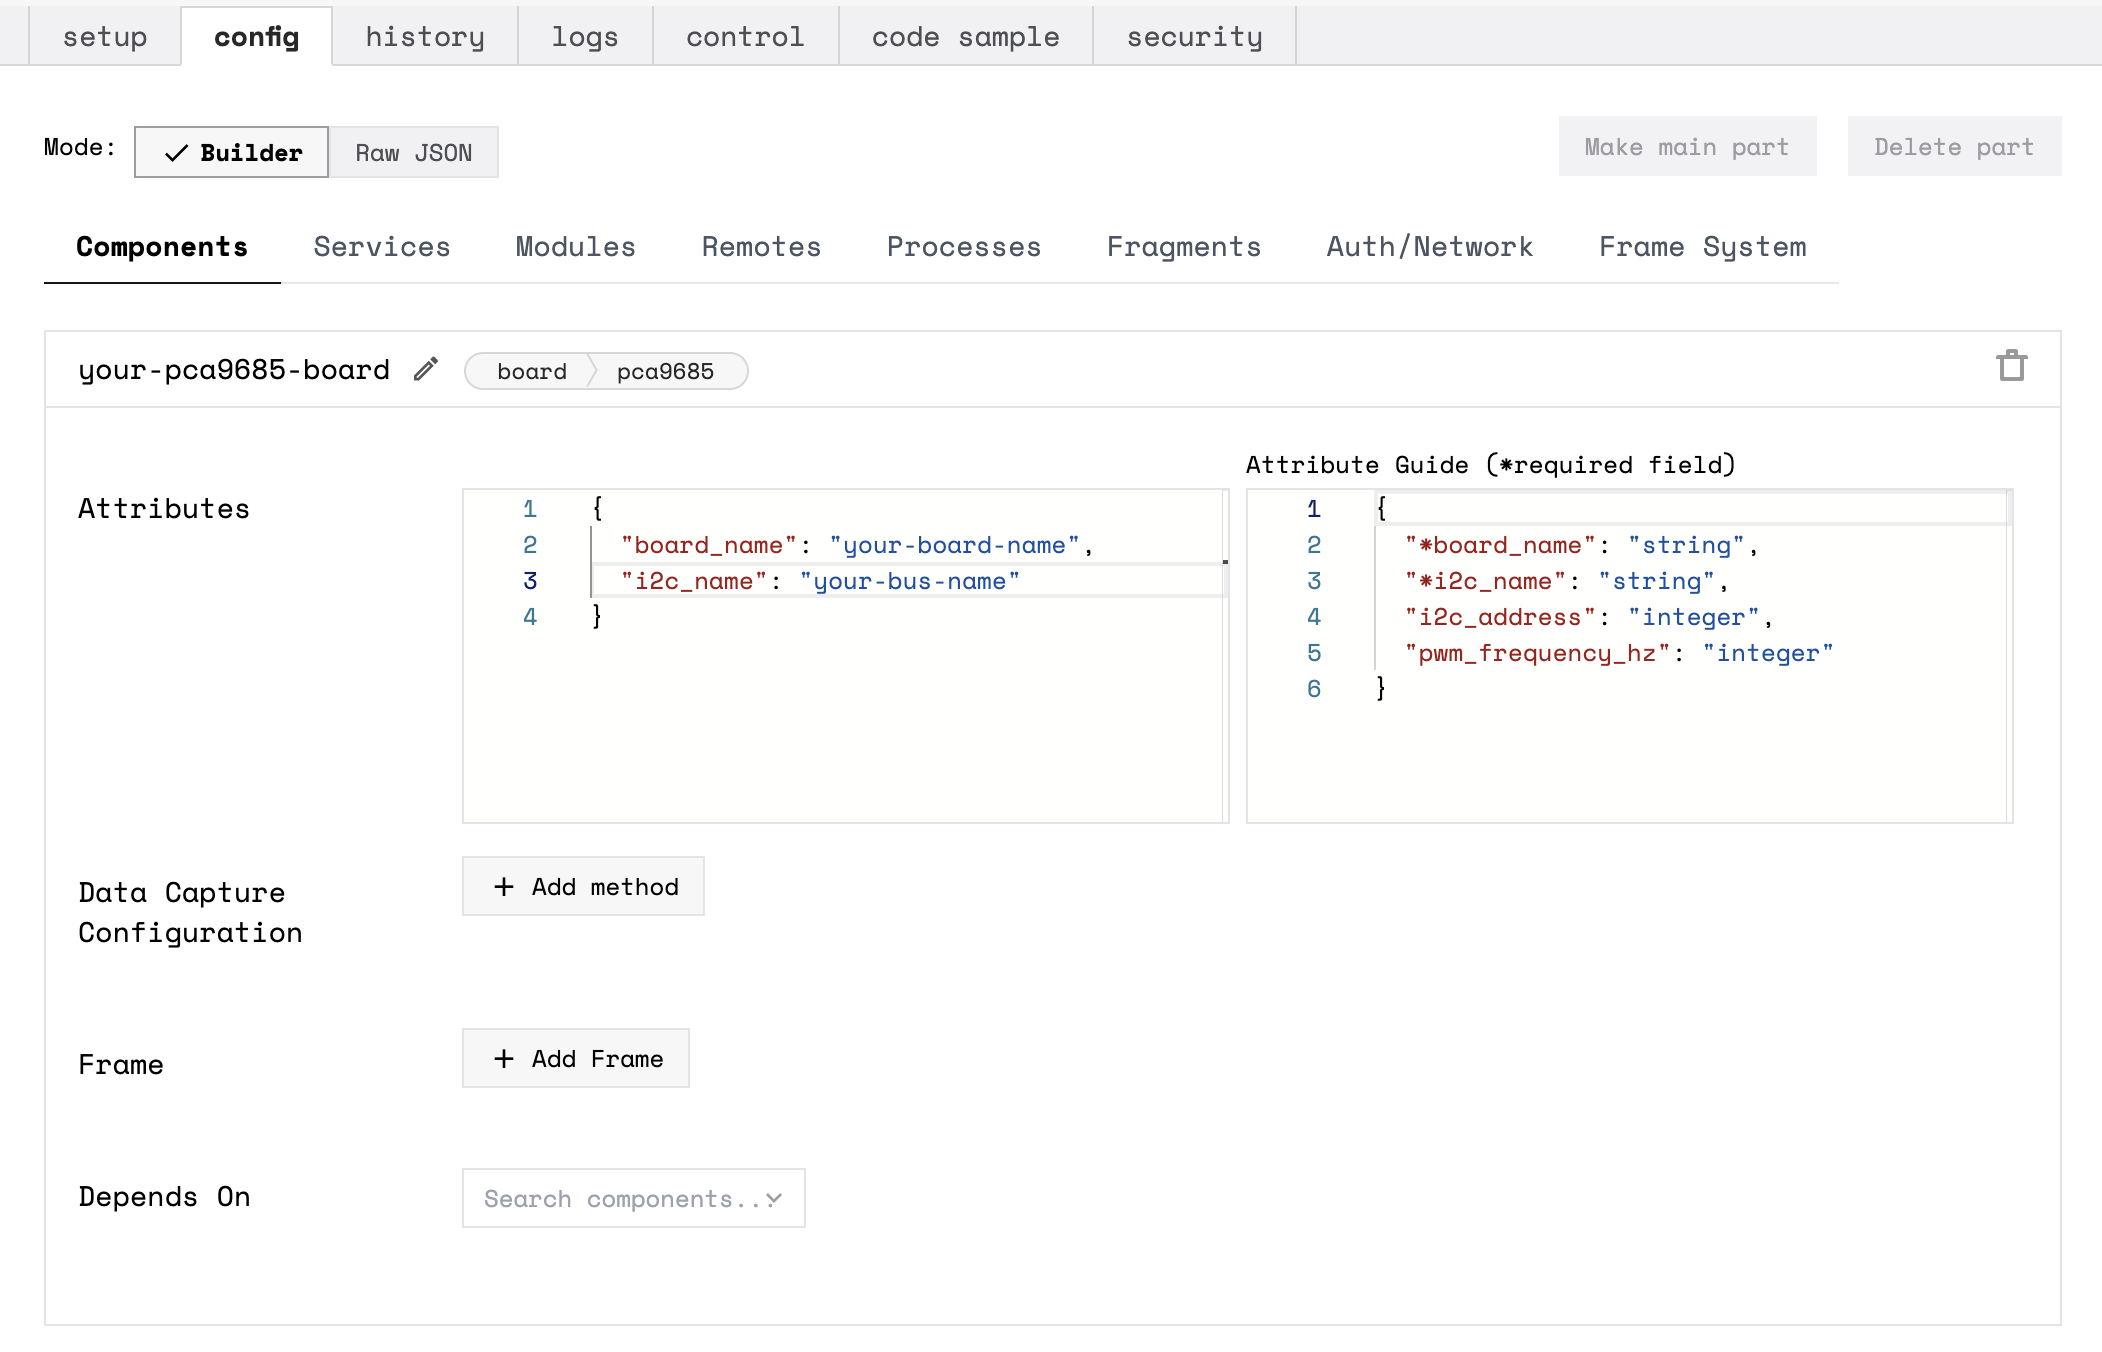 setup config history logs control code sample security
Mode: Builder Raw JSON Make main part Delete part
Components Services Modules Remotes Processes Fragments Auth/Network Frame System
your-pca9685-board board pca9685
Attribute Guide (*required field)
Attributes
1 {
2 "board_name": "your-board-name",
3 "i2c_name": "your-bus-name"
4 }
1 {
2 "*board_name": "string",
3 "*i2c_name": "string",
4 "i2c_address": "integer",
5 "pwm_frequency_hz": "integer"
6 }
Data Capture
Configuration
+ Add method
Frame
+ Add Frame
Depends On
Search components...